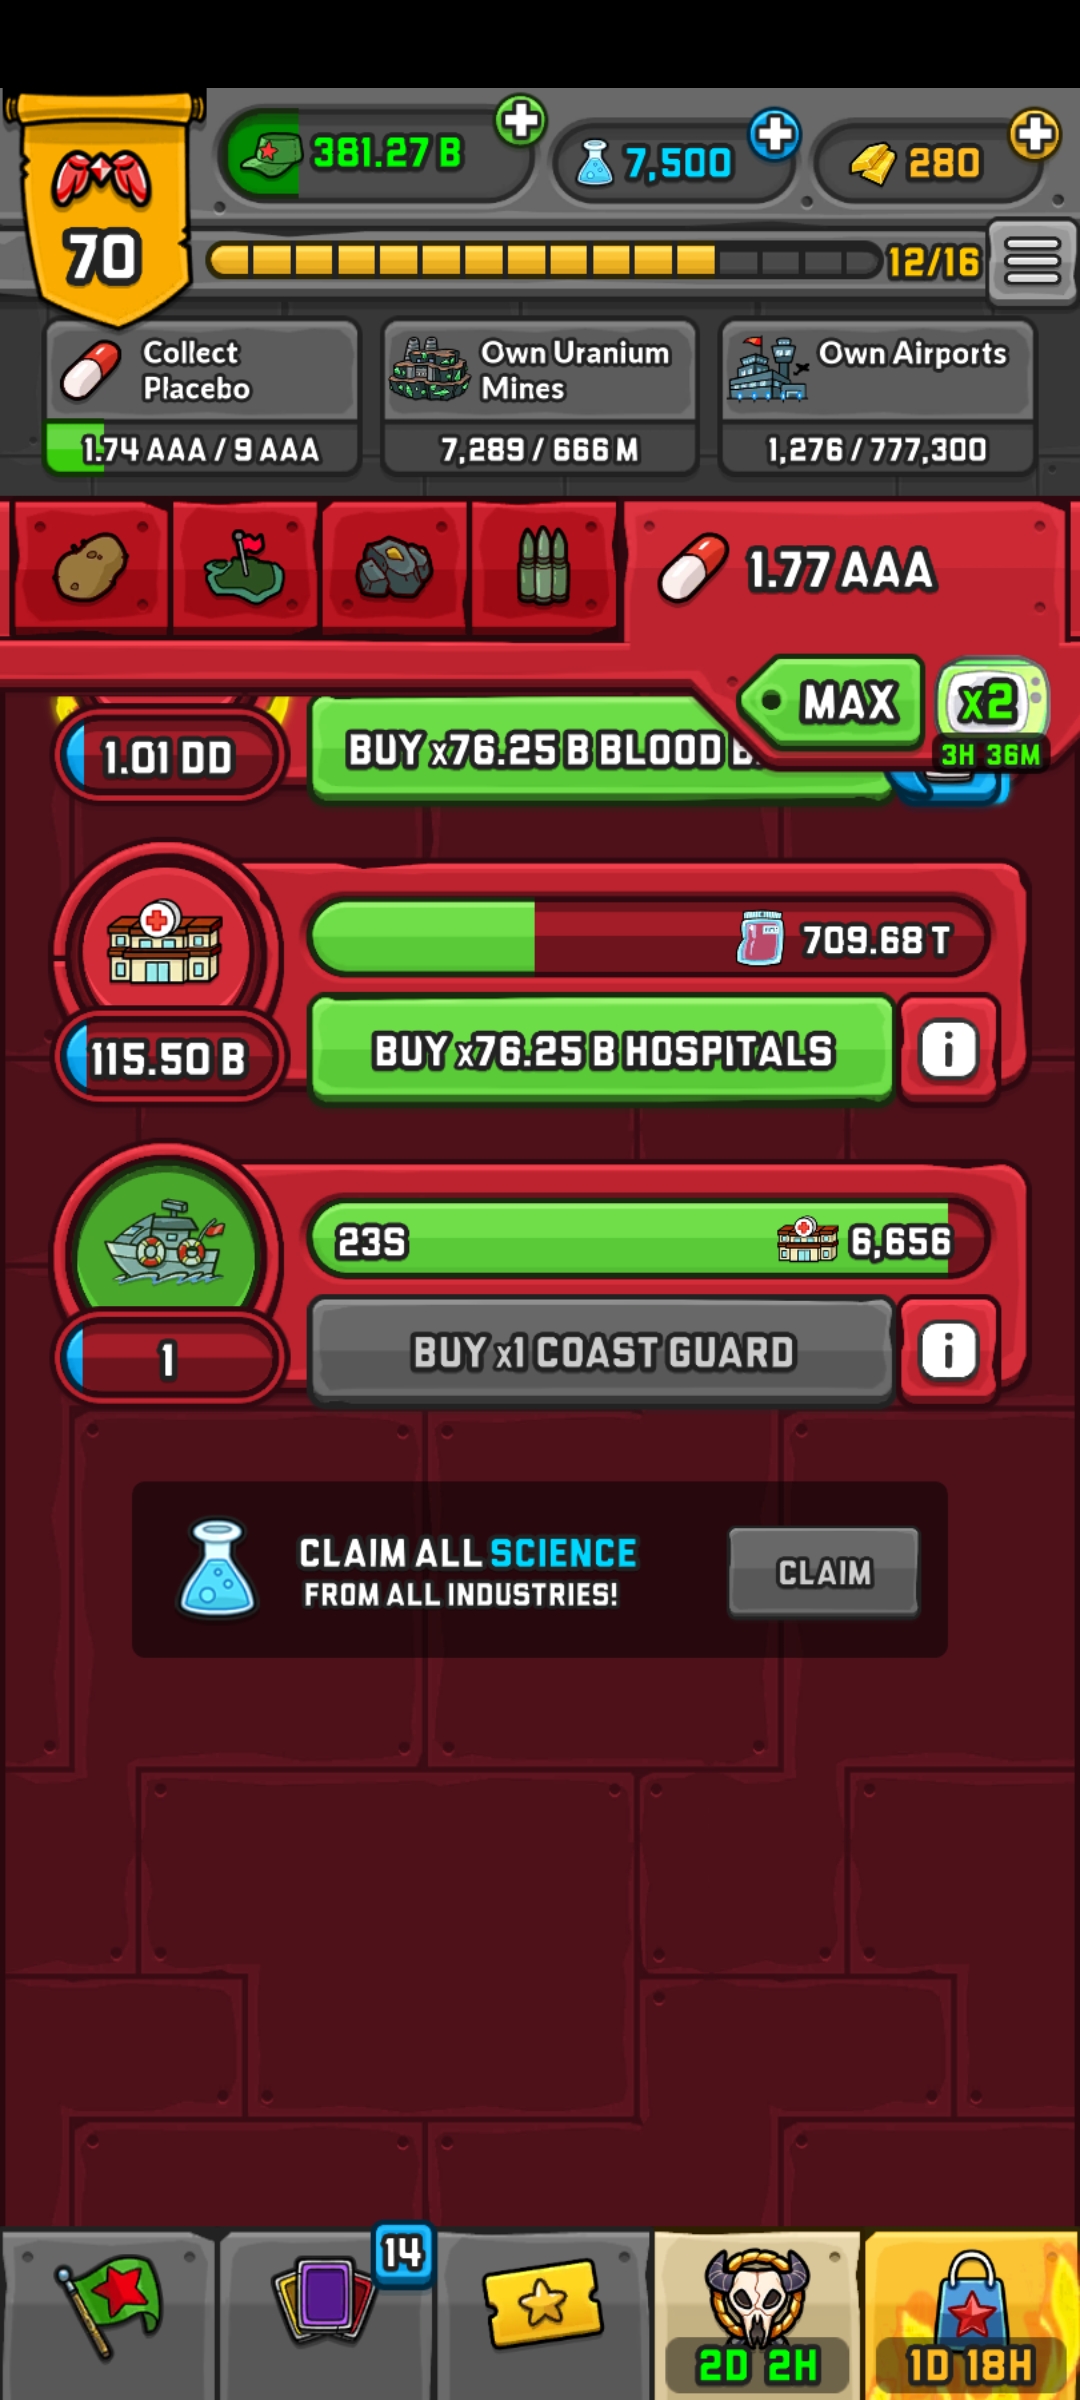 381.27 B
7,500
280
70
12/16
Collect
Placebo
1.74 AAA / 9 AAA
Own Uranium
Mines
7,289 / 666 M
Own Airports
1,276 / 777,300
1.77 AAA
MAX
x2
3H 36M
1.01 DD
BUY x76.25 B BLOOD
709.68 T
115.50 B
BUY x76.25 B HOSPITALS
i
23S
6,656
1
BUY x1 COAST GUARD
i
CLAIM ALL SCIENCE
FROM ALL INDUSTRIES!
CLAIM
14
2D 2H
1D 18H